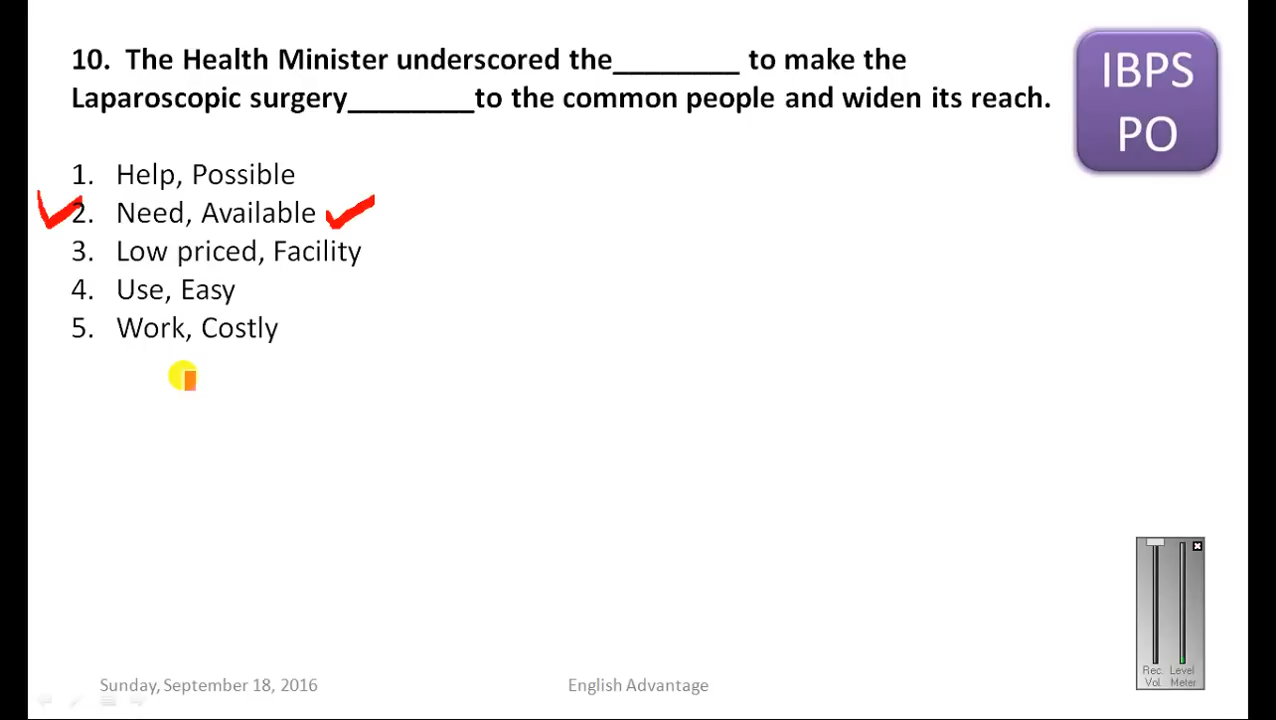 10. The Health Minister underscored the________ to make the
Laparoscopic surgery________to the common people and widen its reach.
IBPS
PO
1. Help, Possible
2. Need, Available
3. Low priced, Facility
4. Use, Easy
5. Work, Costly
Rec. Level
Vol. Meter
Sunday, September 18, 2016
English Advantage